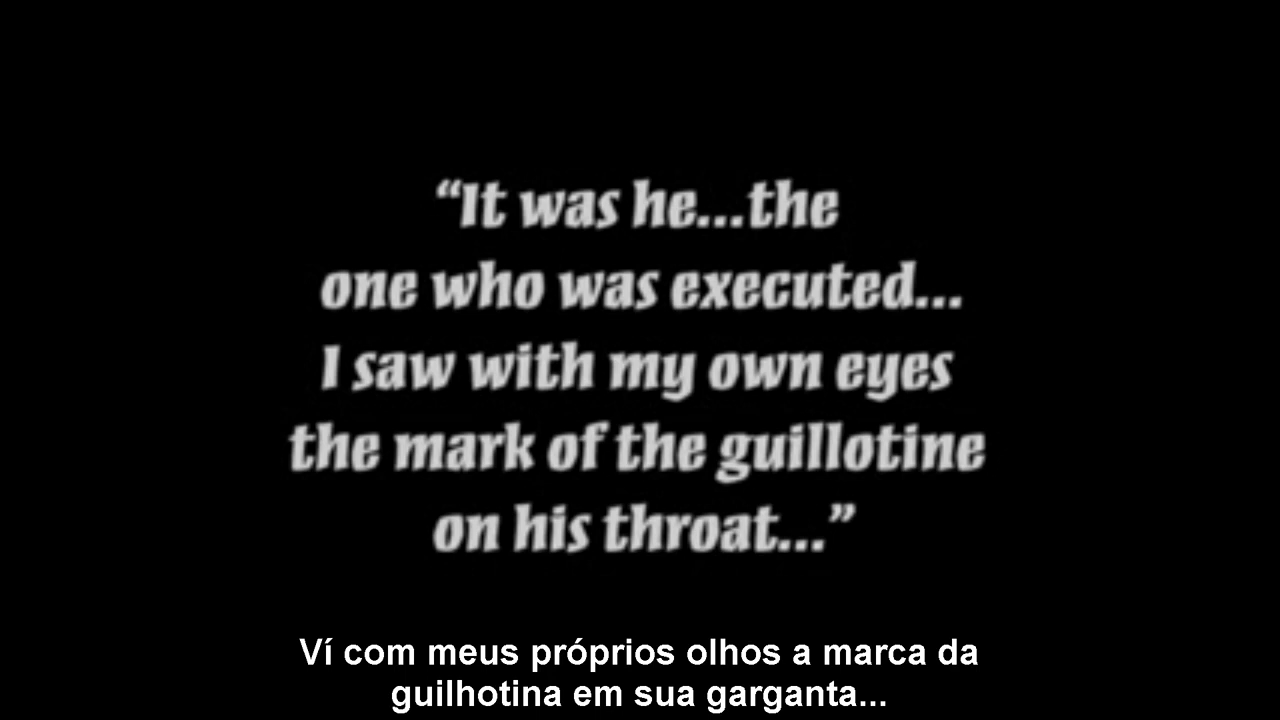 “It was he...the
one who was executed...
I saw with my own eyes
the mark of the guillotine
on his throat...”
Ví com meus próprios olhos a marca da
guilhotina em sua garganta...